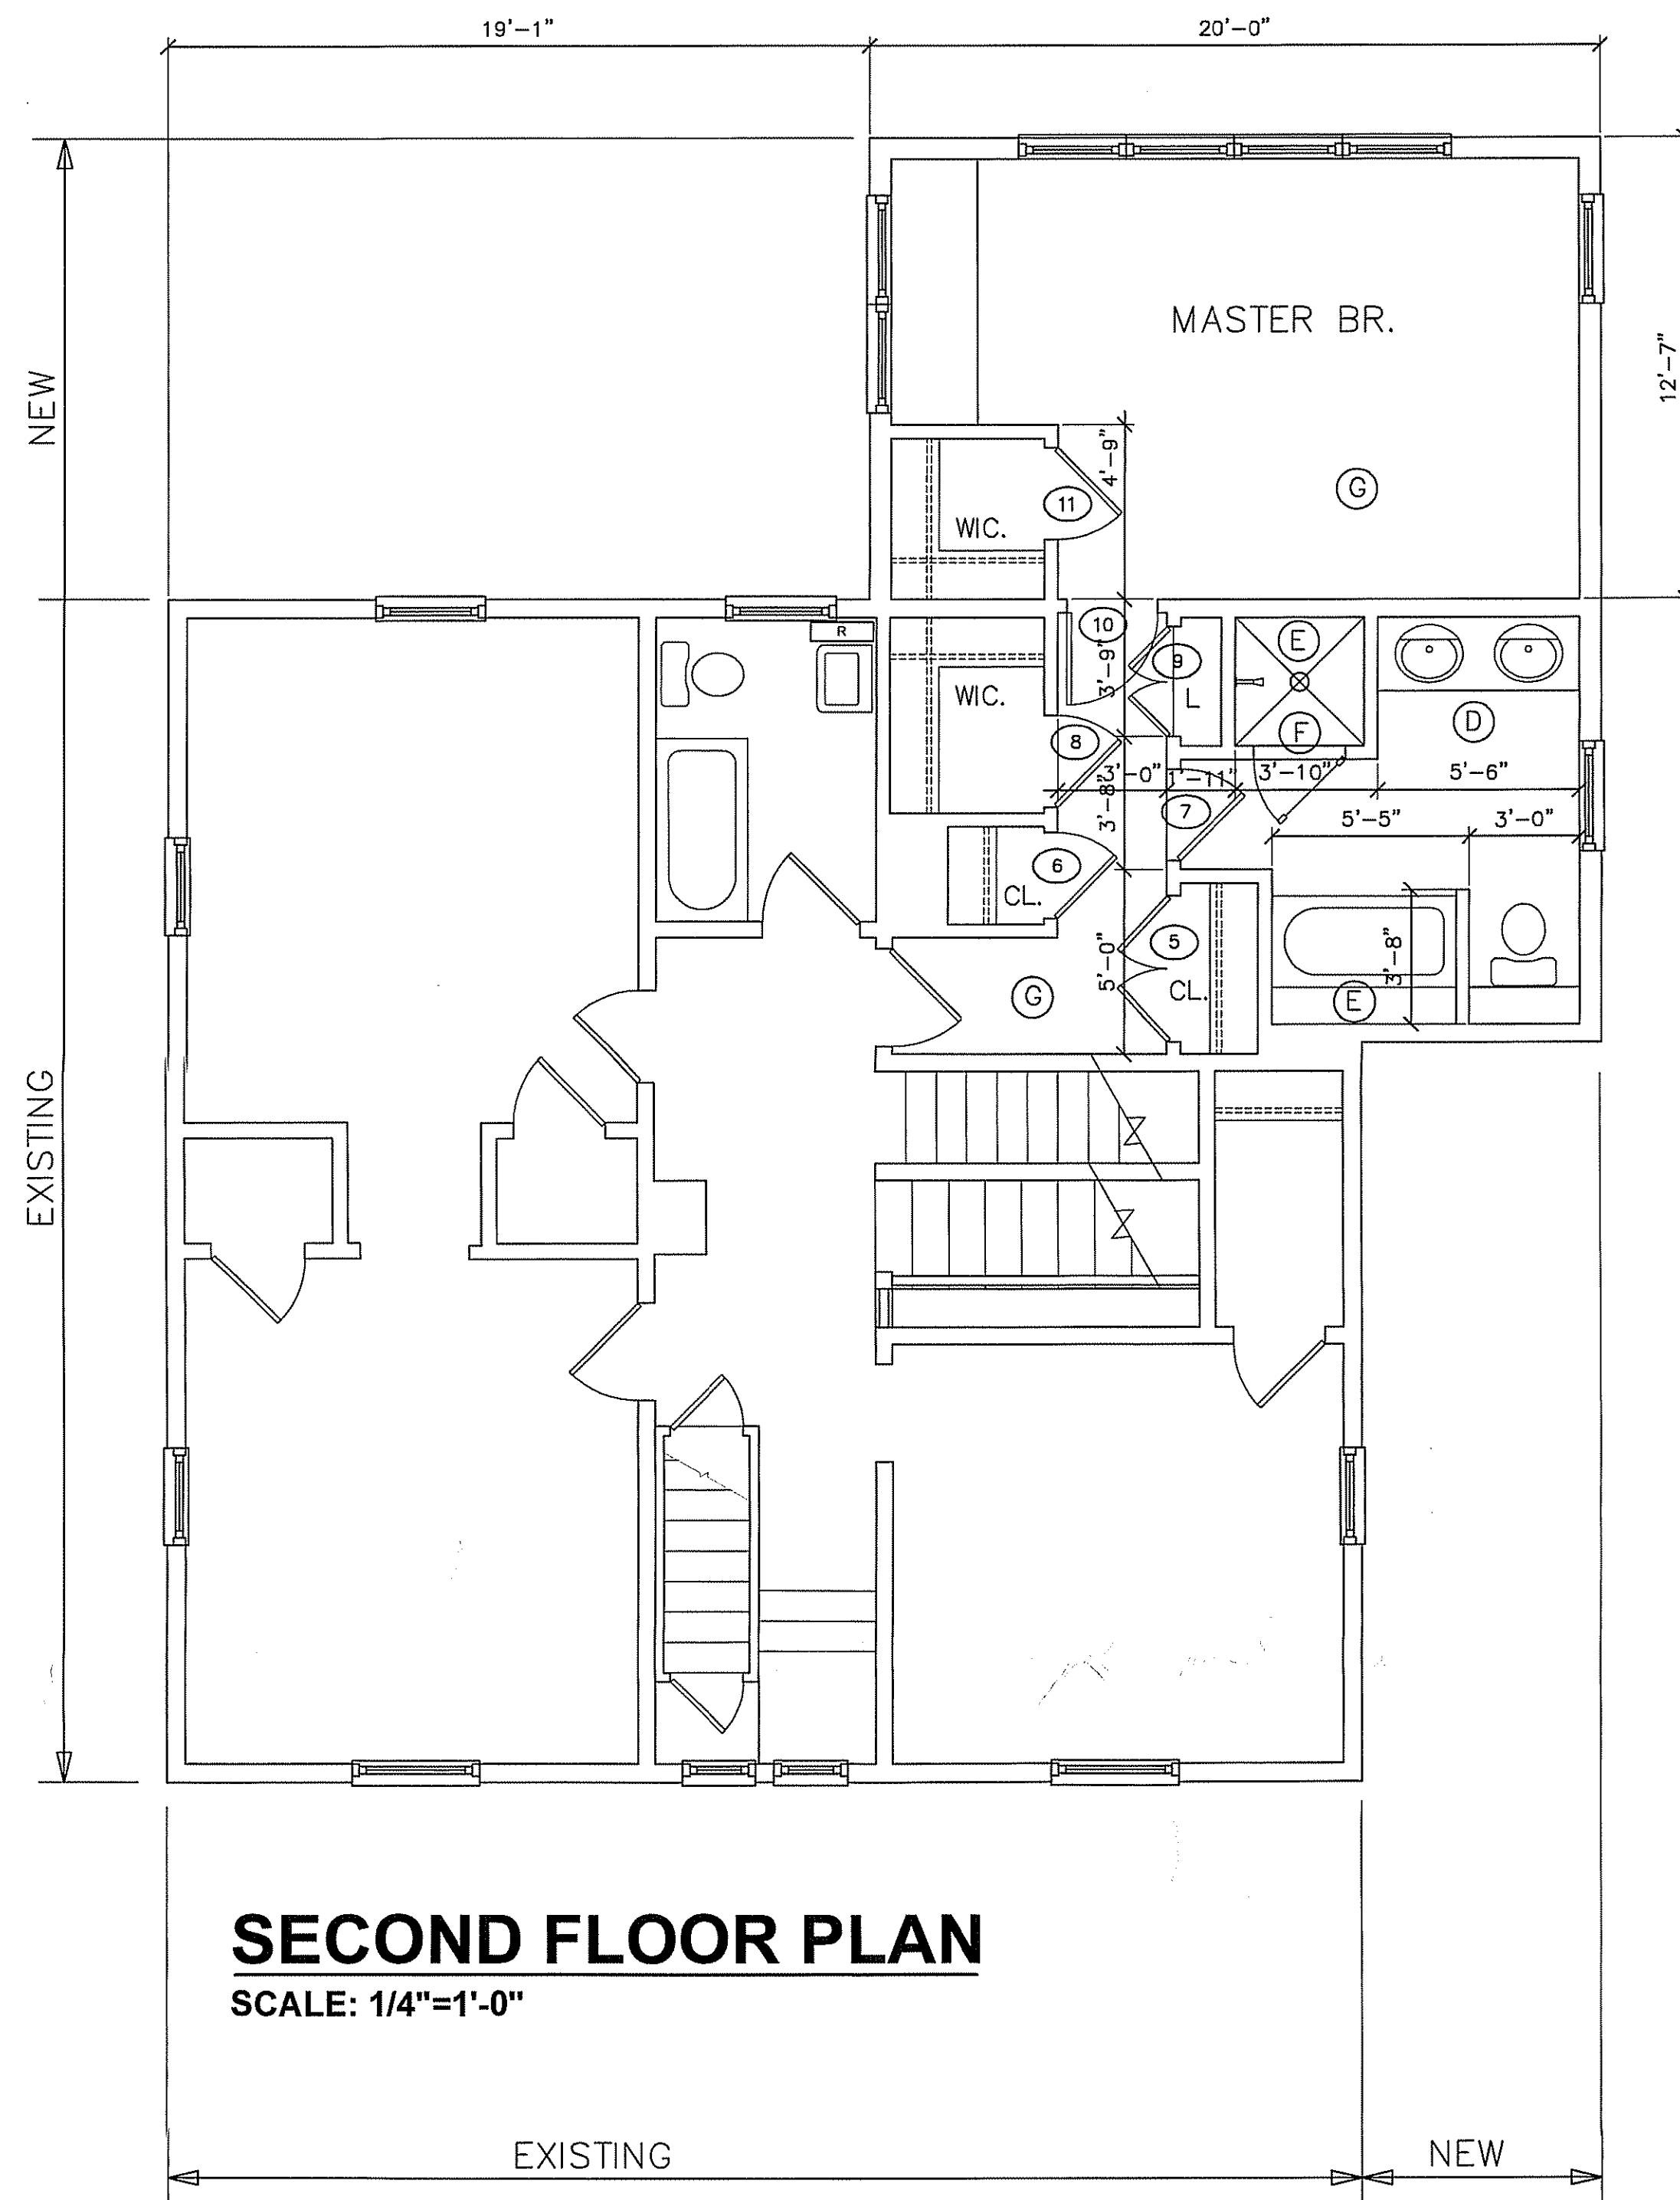 19'-1"
20'-0"
MASTER BR.
12'-7"
NEW
4'-9"
G
11
WIC.
10
R
E
9
3'-9"
WIC.
L
D
F
8
3'-0"
1'-11"
3'-10"
5'-6"
3'-8"
7
5'-5"
3'-0"
6
CL.
5
5'-0"
3'-8"
CL.
G
E
EXISTING
SECOND FLOOR PLAN
SCALE: 1/4"=1'-0"
EXISTING
NEW